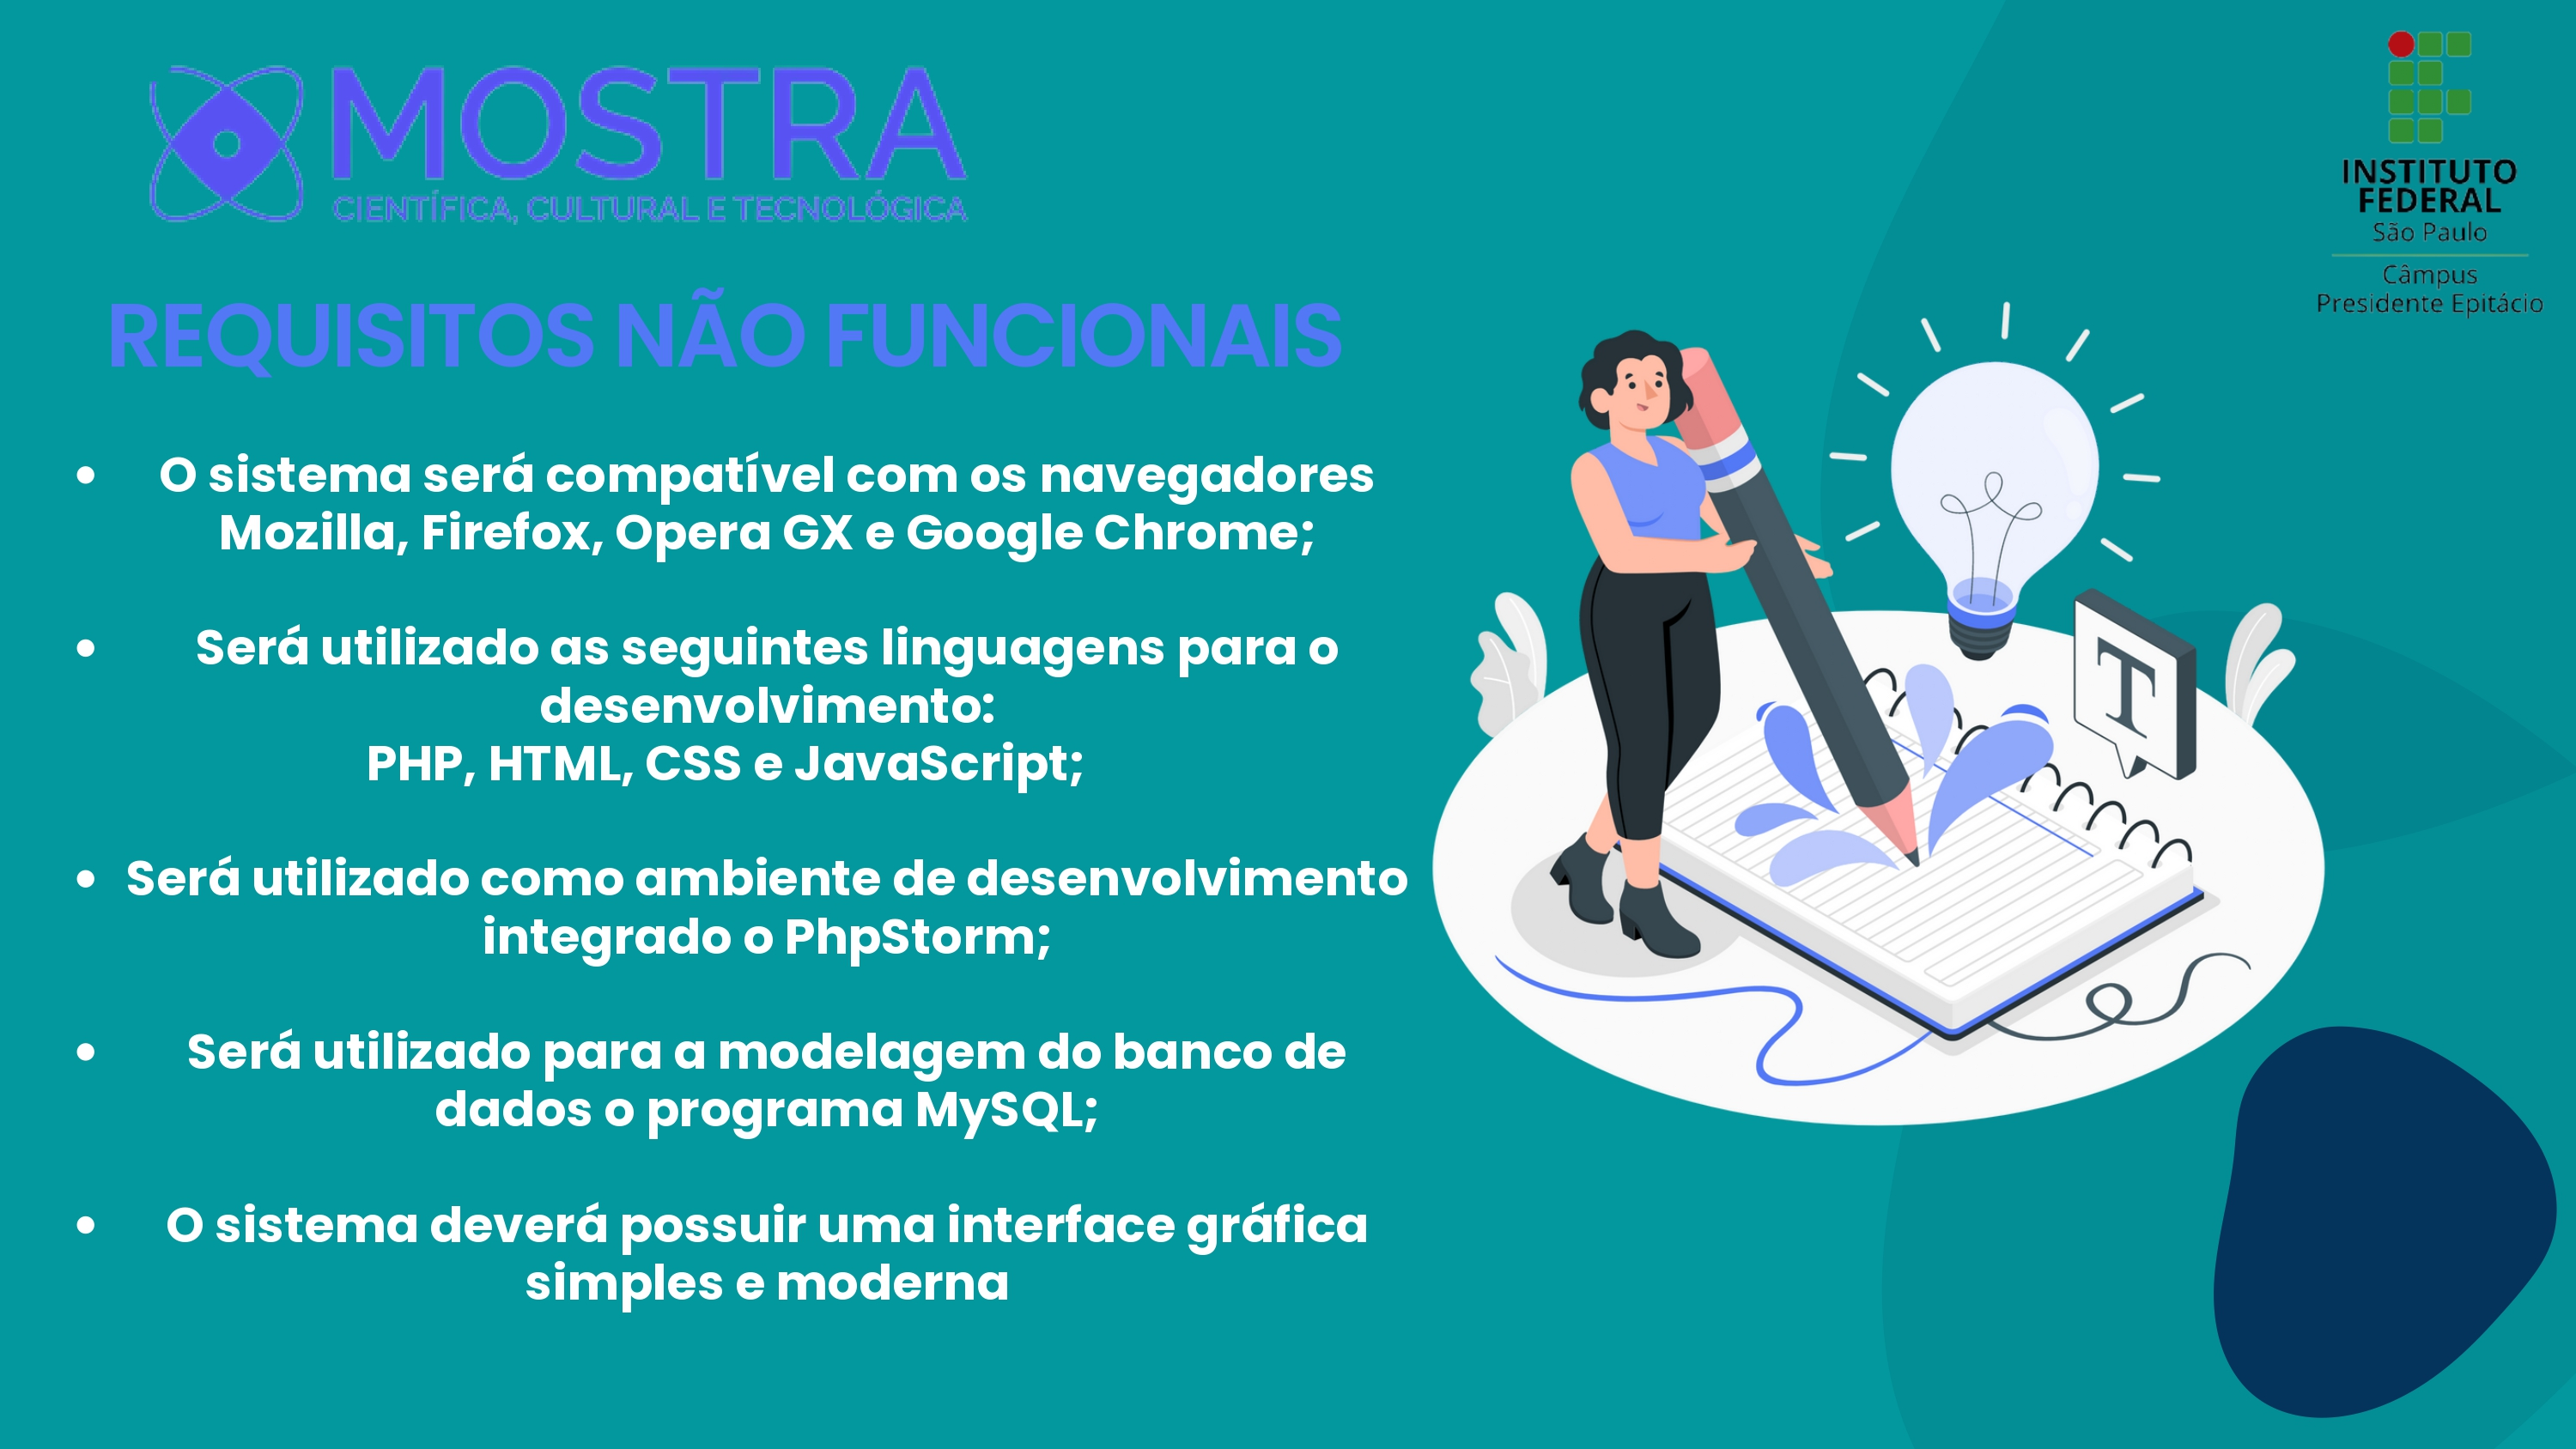 MOSTRA
CIENTÍFICA, CULTURAL E TECNOLÓGICA
INSTITUTO
FEDERAL
São Paulo
Câmpus
Presidente Epitácio
REQUISITOS NÃO FUNCIONAIS
• O sistema será compatível com os navegadores
Mozilla, Firefox, Opera GX e Google Chrome;
• Será utilizado as seguintes linguagens para o
desenvolvimento:
PHP, HTML, CSS e JavaScript;
• Será utilizado como ambiente de desenvolvimento
integrado o PhpStorm;
• Será utilizado para a modelagem do banco de
dados o programa MySQL;
• O sistema deverá possuir uma interface gráfica
simples e moderna
T